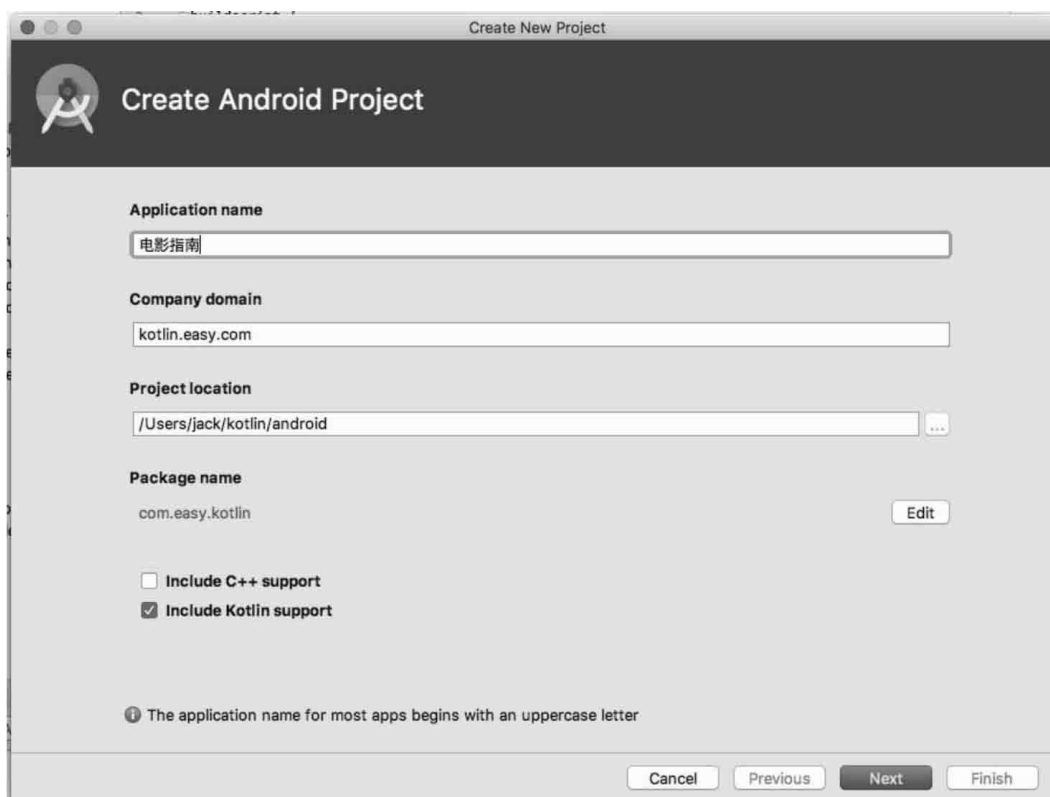 Create New Project
Create Android Project
Application name
电影指南
Company domain
kotlin.easy.com
Project location
/Users/jack/kotlin/android
...
Package name
com.easy.kotlin
Edit
Include C++ support
Include Kotlin support
The application name for most apps begins with an uppercase letter
Cancel
Previous
Next
Finish